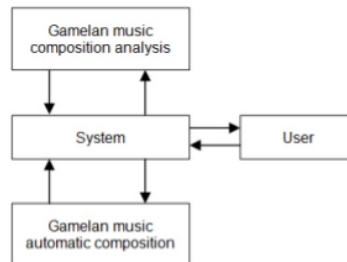 Gamelan music
composition analysis
System
User
Gamelan music
automatic composition